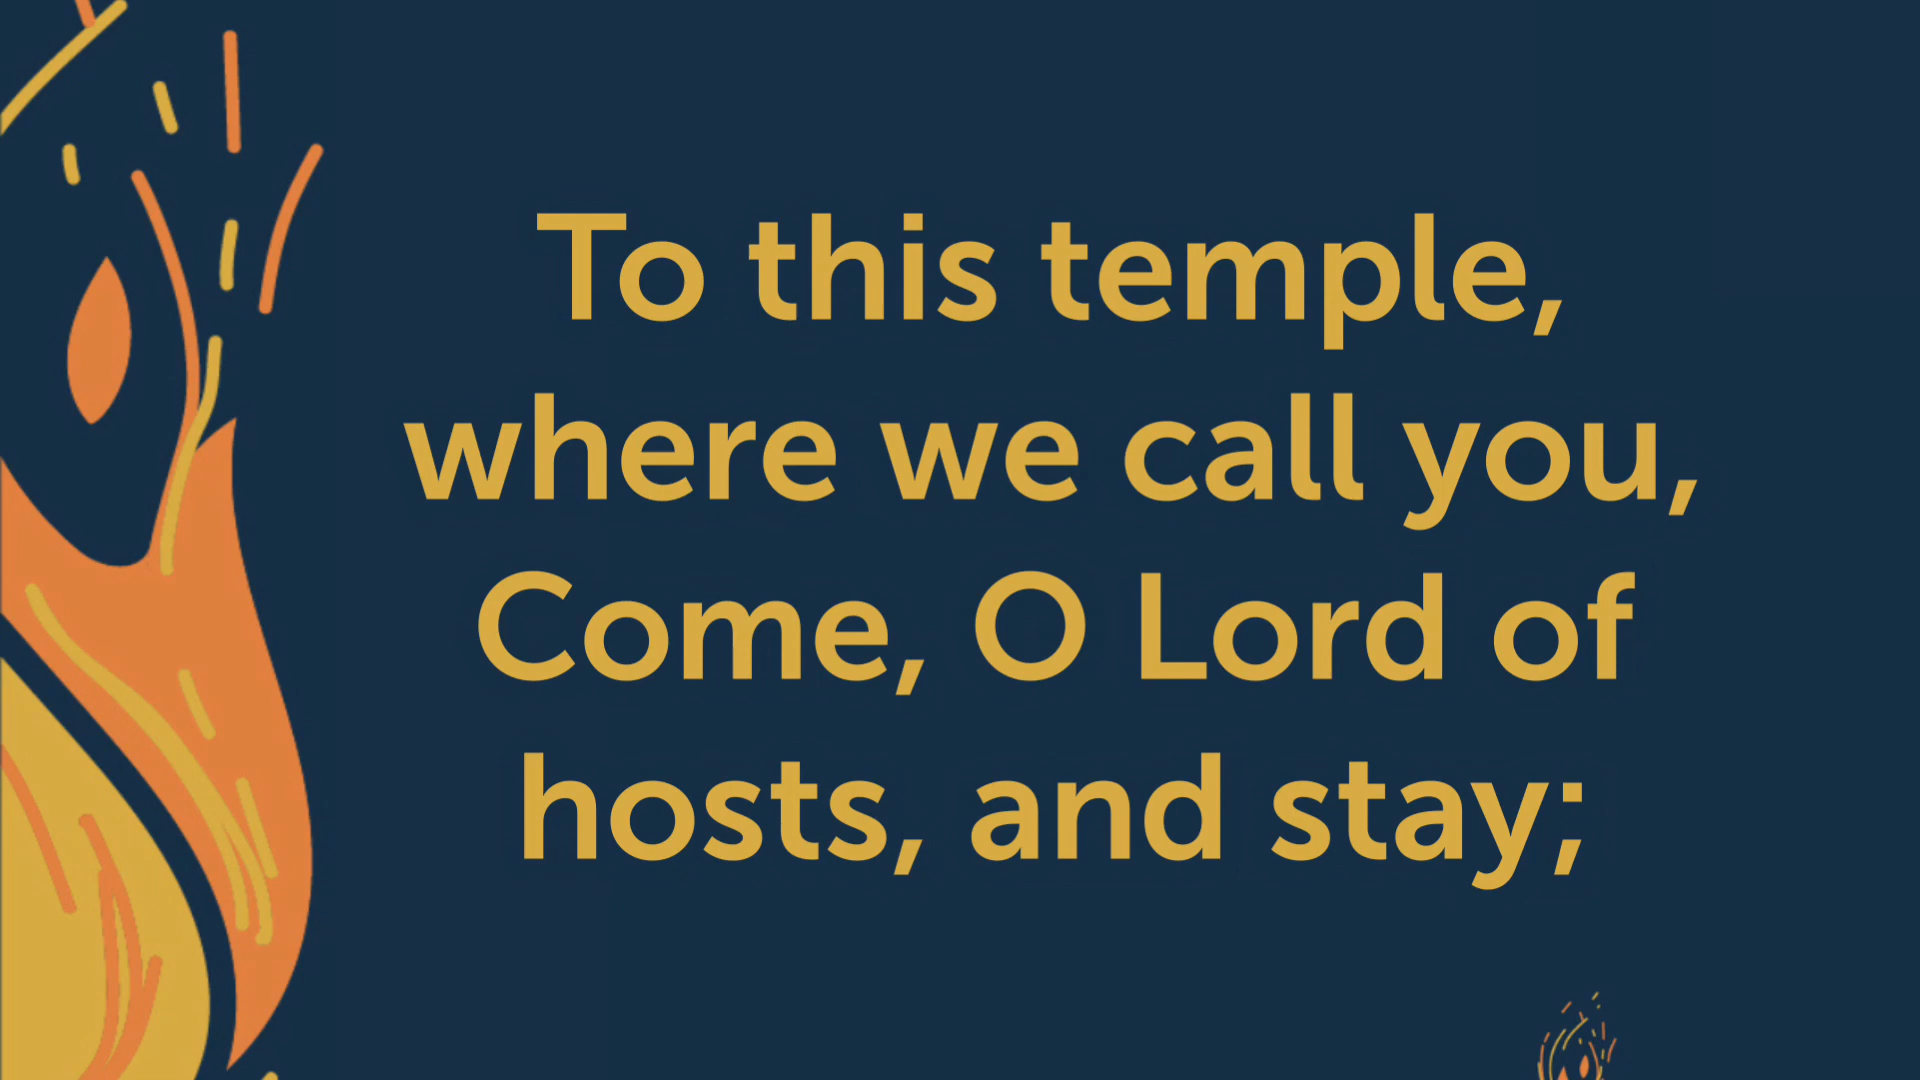 To this temple,
where we call you,
Come, O Lord of
hosts, and stay;